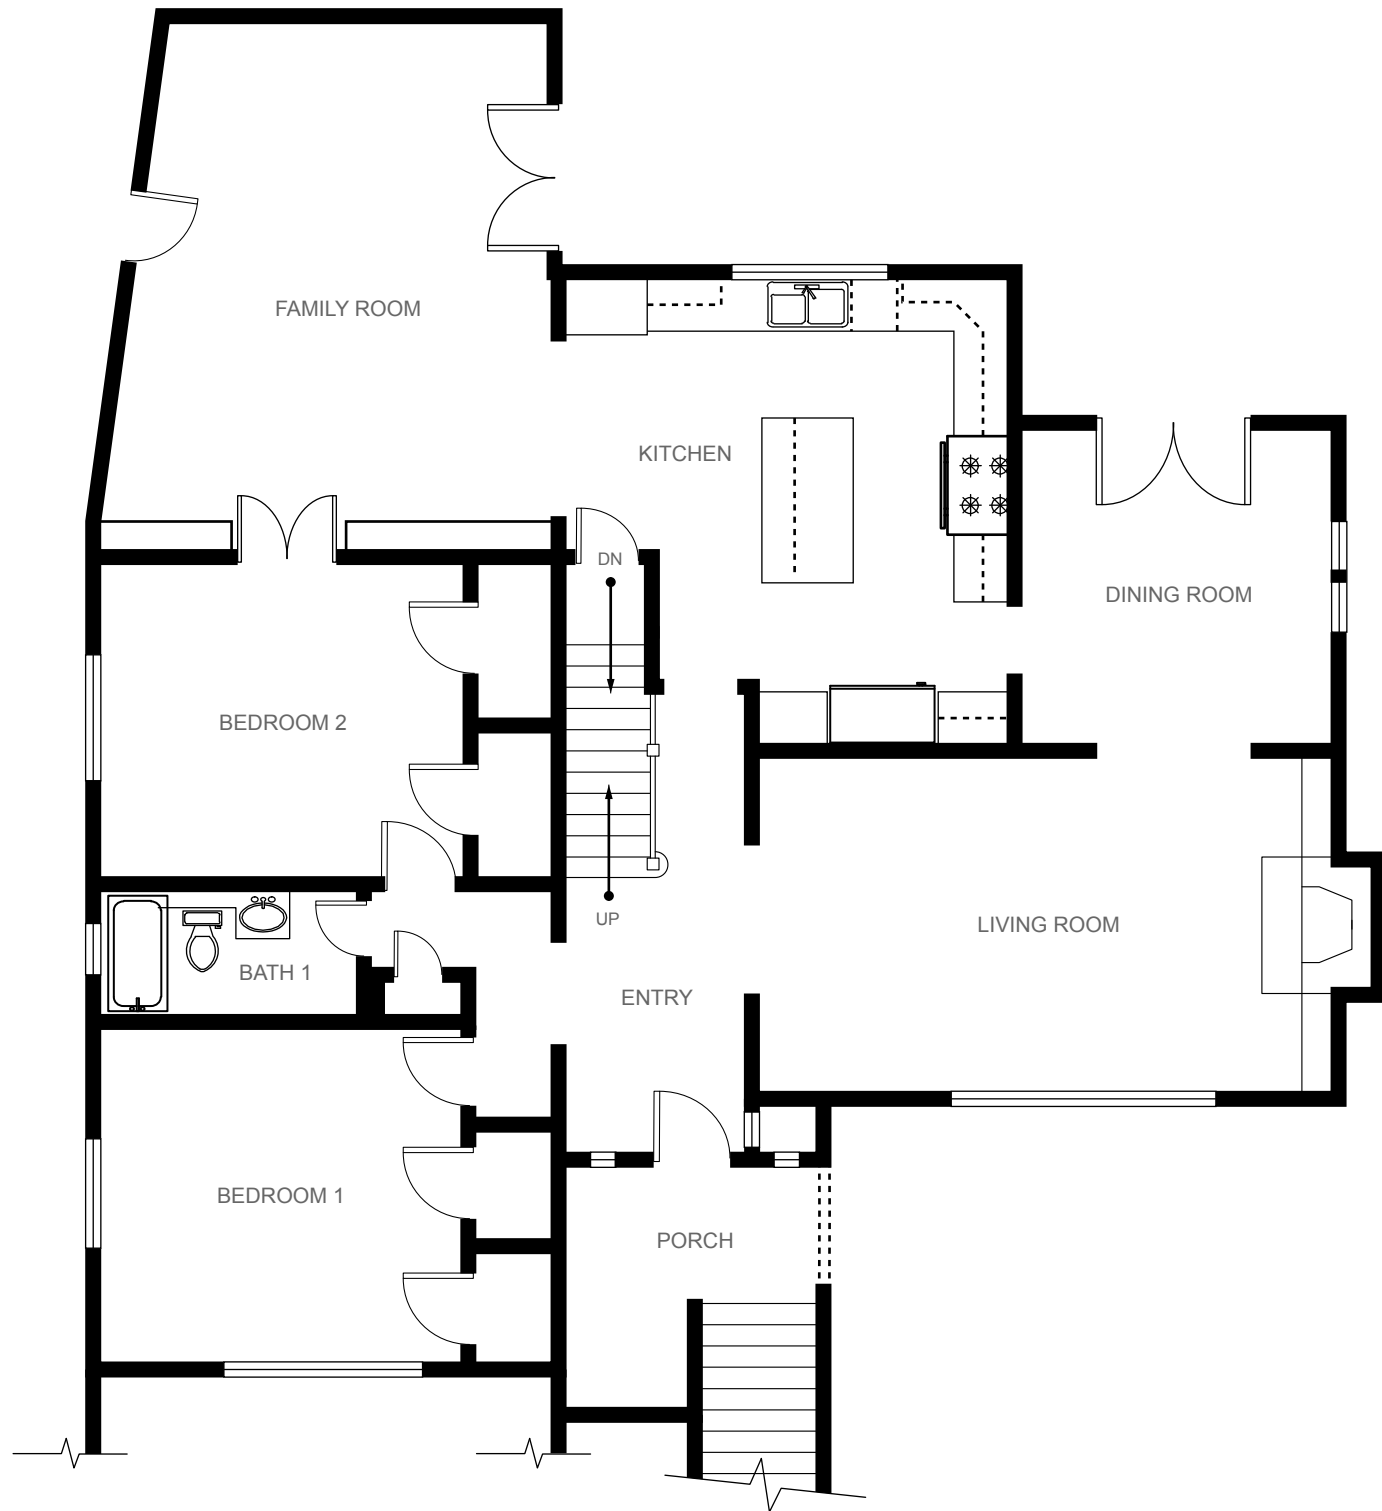 FAMILY ROOM
KITCHEN
DN
DINING ROOM
BEDROOM 2
UP
LIVING ROOM
BATH 1
ENTRY
BEDROOM 1
PORCH